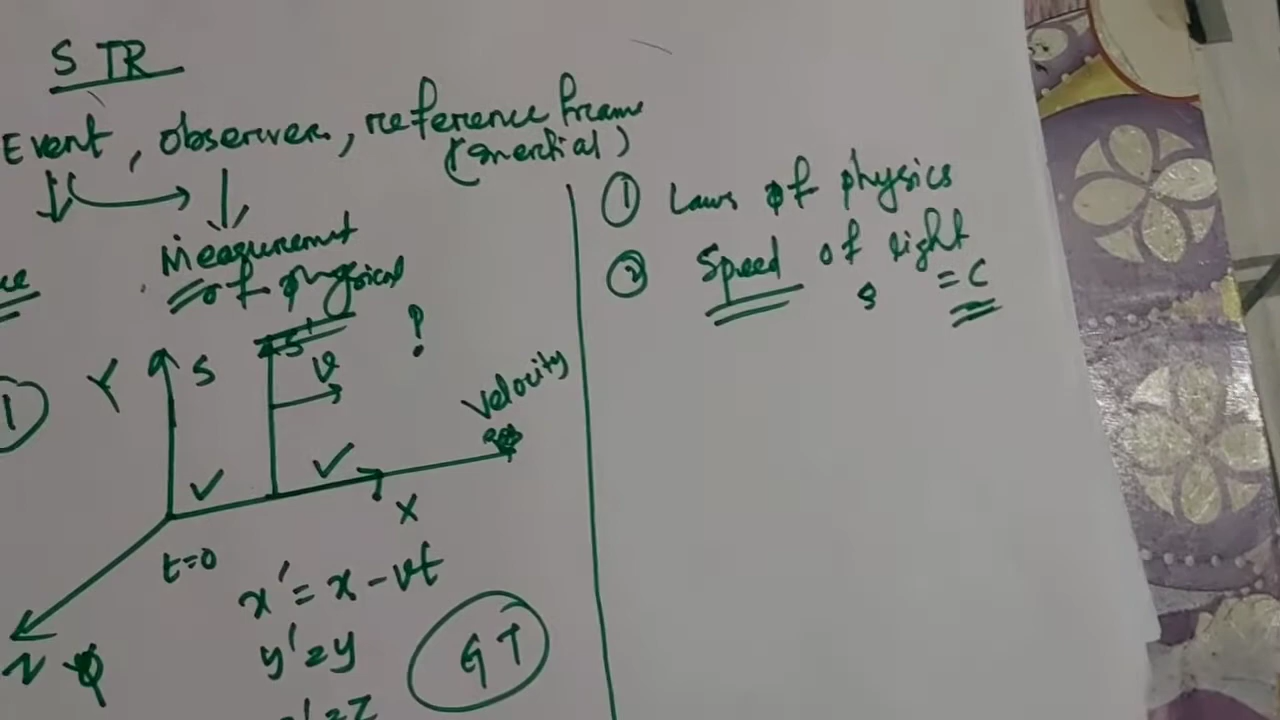 STR
Event, observer, reference frame
(inertial)
Measurement
of physical
Y
S
S'
v
!
velocity
X
t=0
x' = x - vt
y' = y
z' = z
GT
1 Laws of physics
2 Speed of light
= c